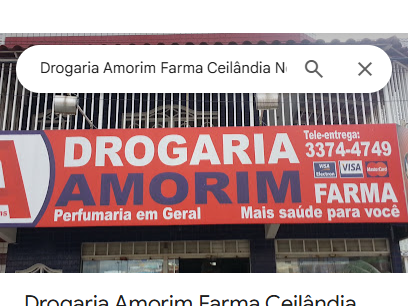 Drogaria Amorim Farma Ceilândia N
DROGARIA
AMORIM
FARMA
Tele-entrega:
3374-4749
VISA Electron VISA MasterCard
Perfumaria em Geral Mais saúde para você
Drogaria Amorim Farma Ceilândia